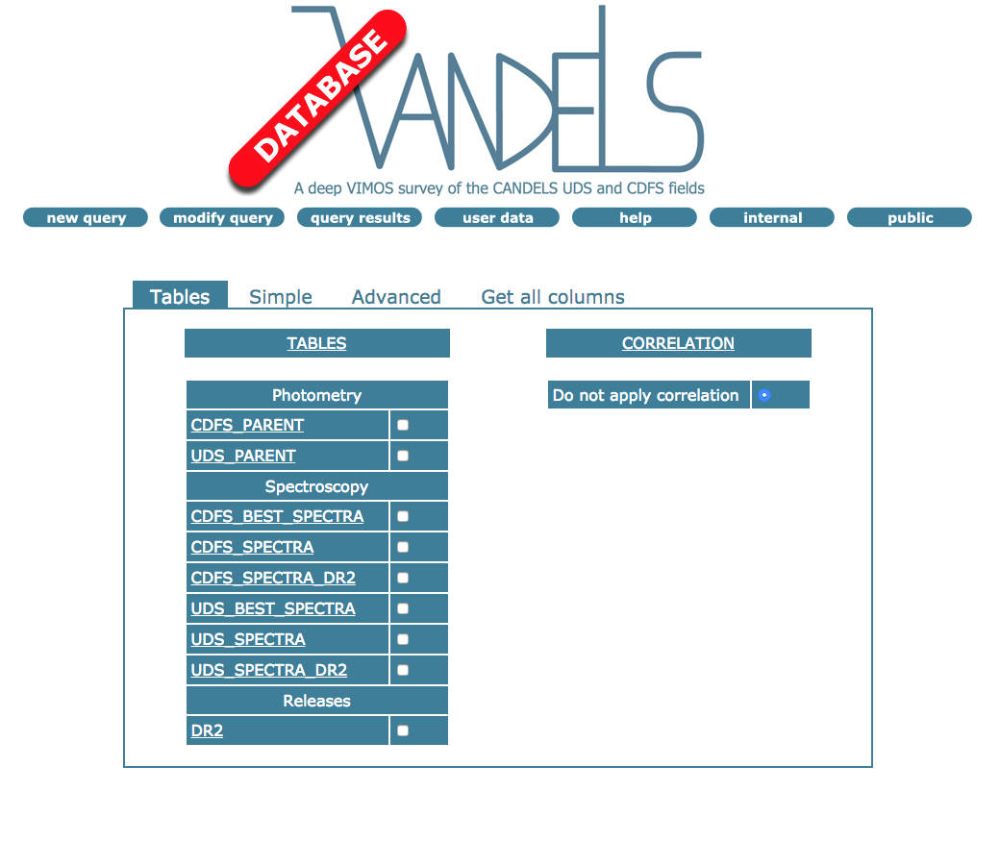 DATABASE
VANDELS
A deep VIMOS survey of the CANDELS UDS and CDFS fields
new query modify query query results user data help internal public
Tables Simple Advanced Get all columns
TABLES CORRELATION
Photometry Do not apply correlation
CDFS_PARENT
UDS_PARENT
Spectroscopy
CDFS_BEST_SPECTRA
CDFS_SPECTRA
CDFS_SPECTRA_DR2
UDS_BEST_SPECTRA
UDS_SPECTRA
UDS_SPECTRA_DR2
Releases
DR2